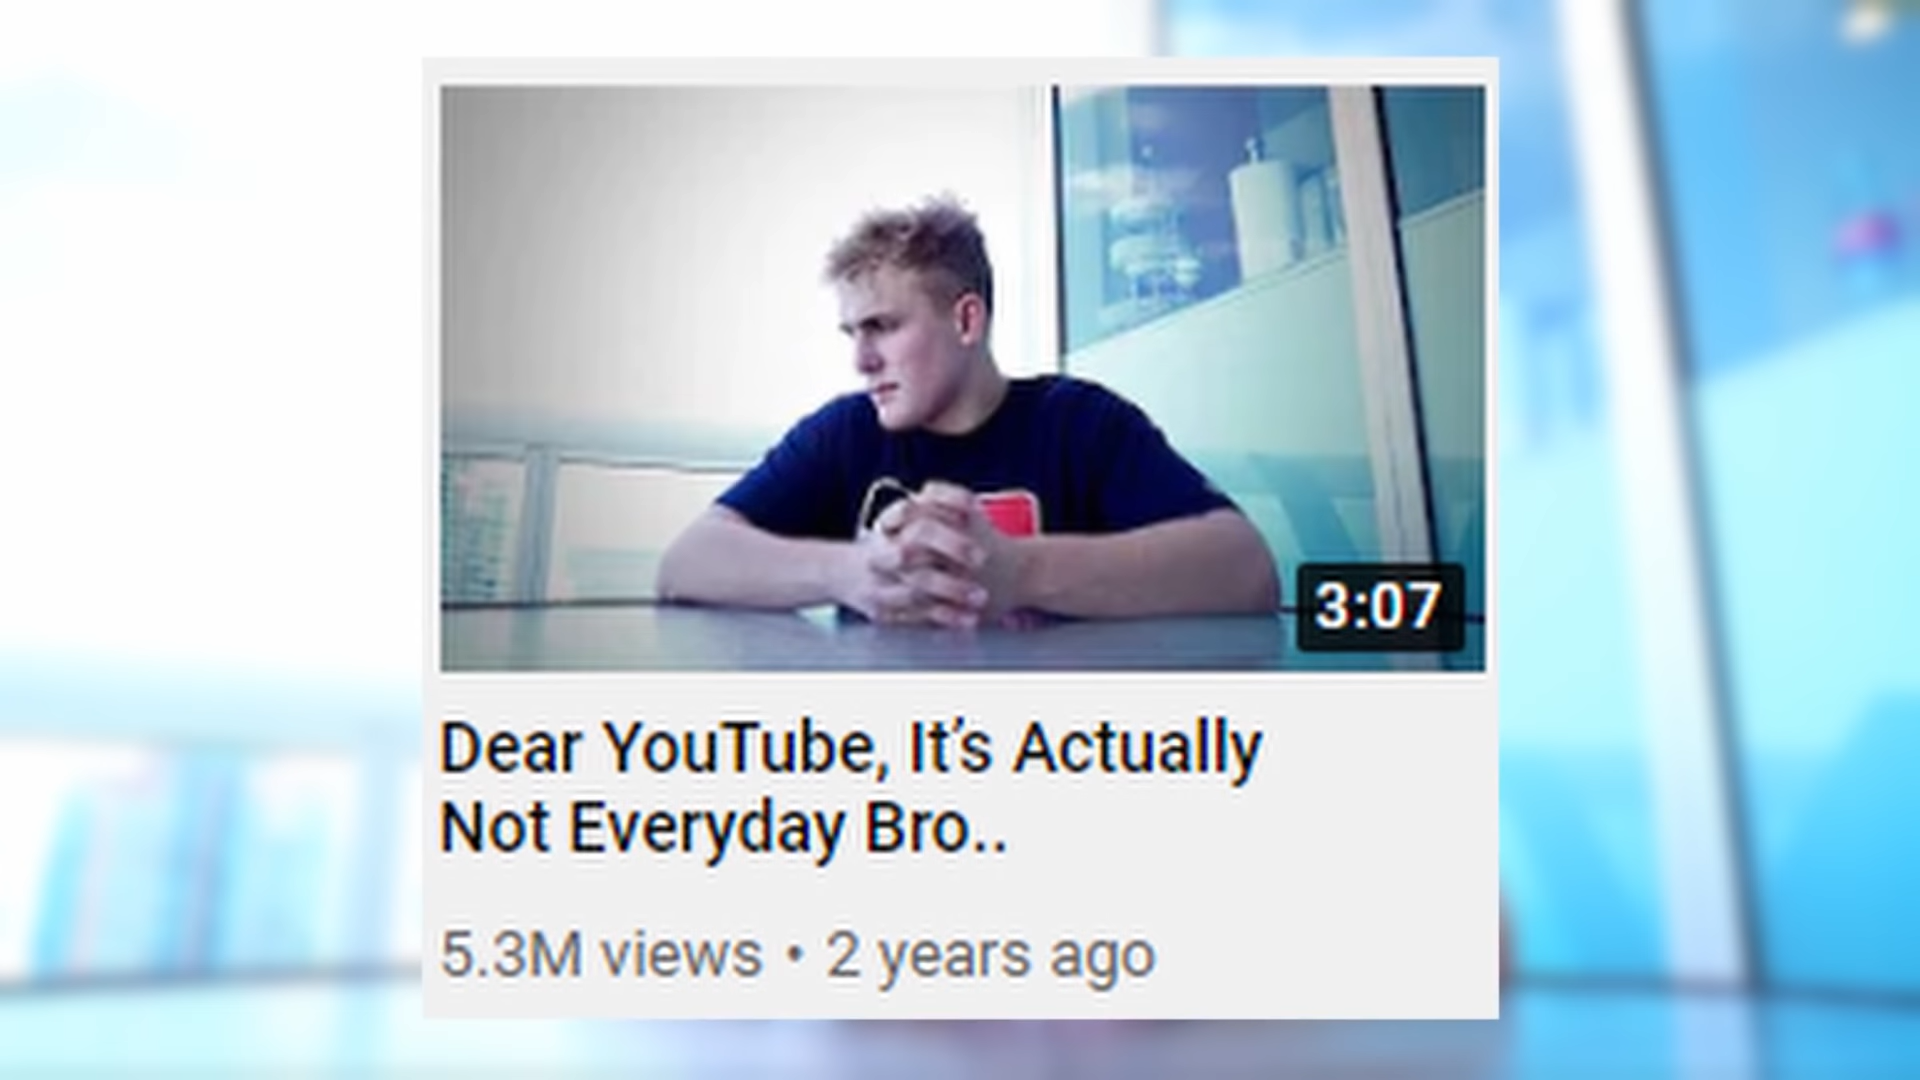 3:07
Dear YouTube, It’s Actually
Not Everyday Bro..
5.3M views • 2 years ago